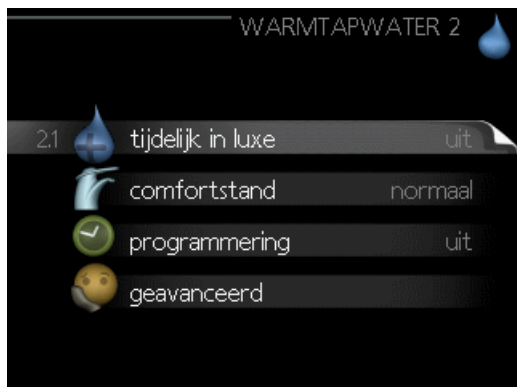 WARMTAPWATER 2
2.1 tijdelijk in luxe uit
comfortstand normaal
programmering uit
geavanceerd